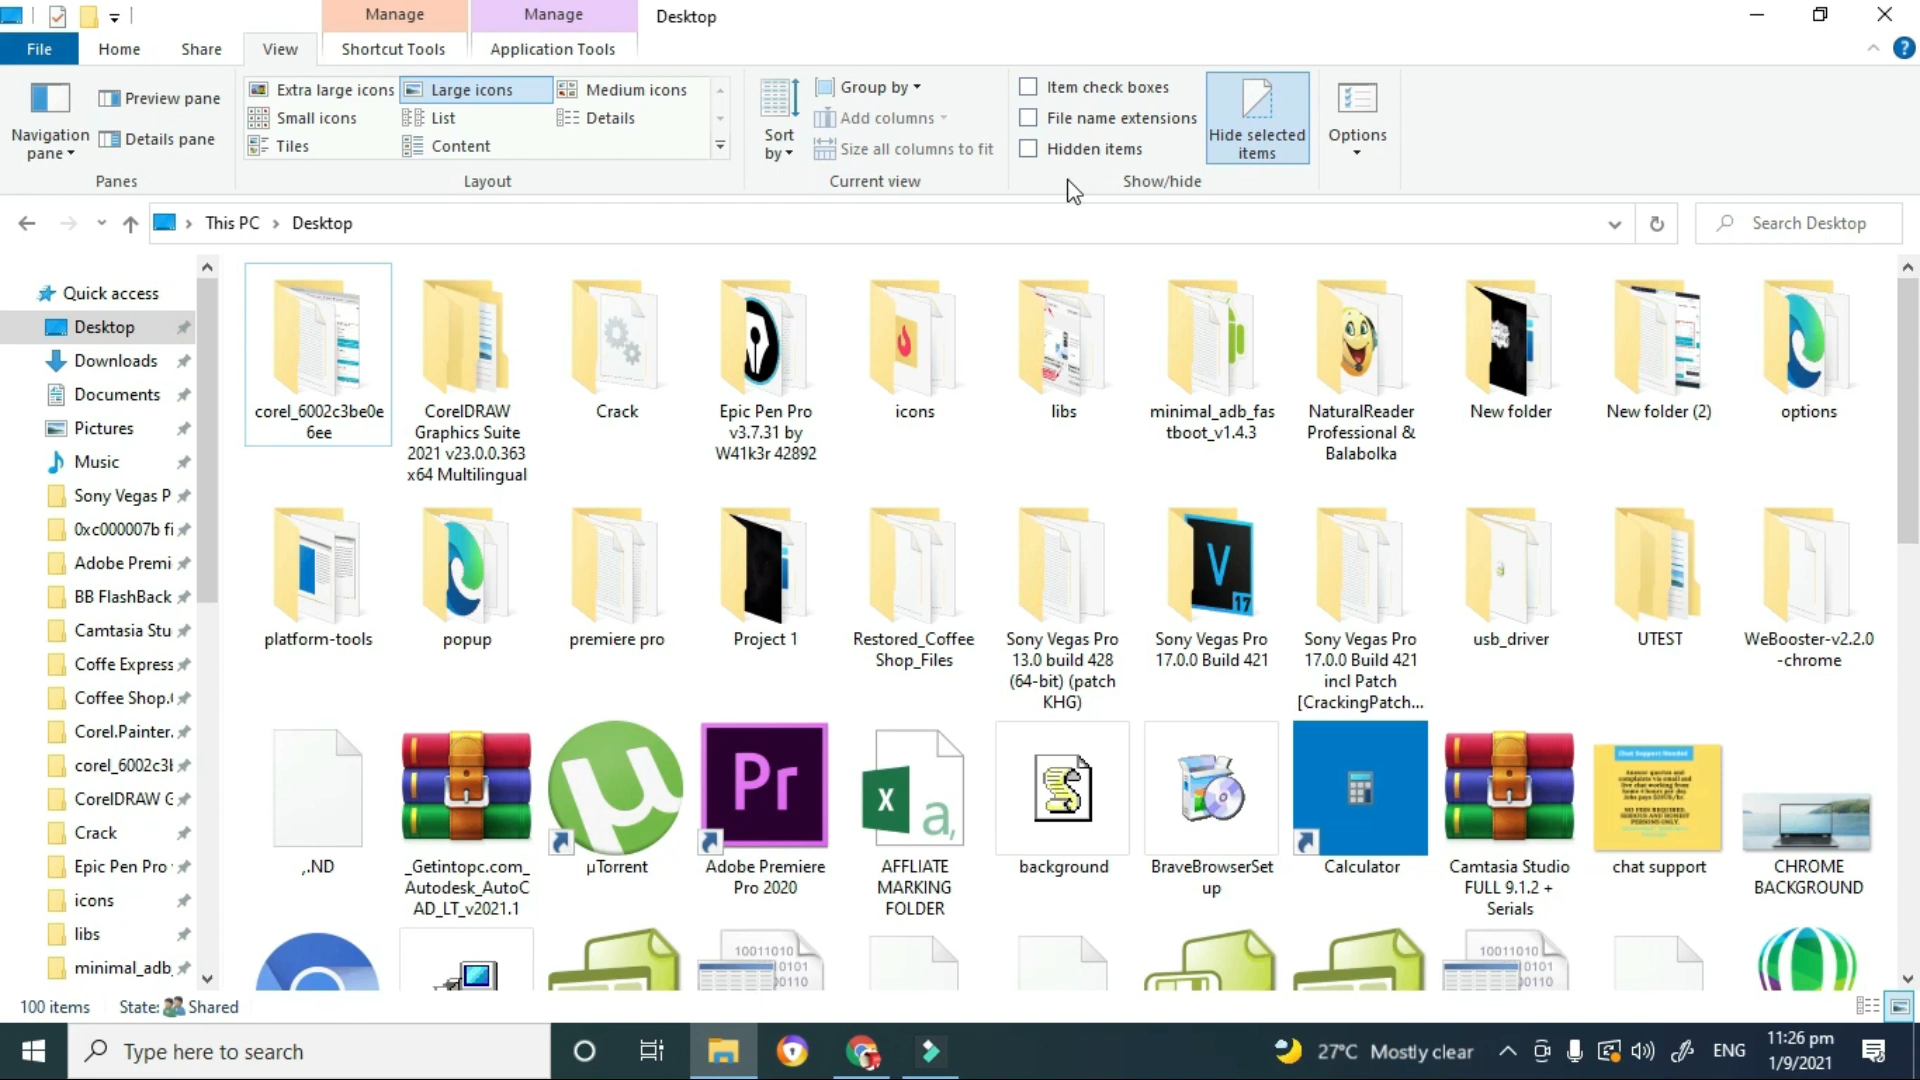 Manage
Manage
Desktop
File
Home
Share
View
Shortcut Tools
Application Tools
Navigation
pane
Preview pane
Details pane
Panes
Extra large icons
Large icons
Medium icons
Small icons
List
Details
Tiles
Content
Layout
Sort
by
Group by
Add columns
Size all columns to fit
Current view
Item check boxes
File name extensions
Hidden items
Hide selected
items
Show/hide
Options
This PC
Desktop
Search Desktop
Quick access
Desktop
Downloads
Documents
Pictures
Music
Sony Vegas P
0xc000007b fi
Adobe Premi
BB FlashBack
Camtasia Stu
Coffe Express
Coffee Shop.
Corel.Painter.
corel_6002c3
CorelDRAW G
Crack
Epic Pen Pro
icons
libs
minimal_adb
corel_6002c3be0e
6ee
CorelDRAW
Graphics Suite
2021 v23.0.0.363
x64 Multilingual
Crack
Epic Pen Pro
v3.7.31 by
W41k3r 42892
icons
libs
minimal_adb_fas
tboot_v1.4.3
NaturalReader
Professional &
Balabolka
New folder
New folder (2)
options
platform-tools
popup
premiere pro
Project 1
Restored_Coffee
Shop_Files
Sony Vegas Pro
13.0 build 428
(64-bit) (patch
KHG)
Sony Vegas Pro
17.0.0 Build 421
Sony Vegas Pro
17.0.0 Build 421
incl Patch
[CrackingPatch...
usb_driver
UTEST
WeBooster-v2.2.0
-chrome
V
17
,.ND
_Getintopc.com_
Autodesk_AutoC
AD_LT_v2021.1
µ
µTorrent
Pr
Adobe Premiere
Pro 2020
X
a,
AFFLIATE
MARKING
FOLDER
background
BraveBrowserSet
up
Calculator
Camtasia Studio
FULL 9.1.2 +
Serials
Chat Support Needed
chat support
CHROME
BACKGROUND
10011010
0101
00110
10011010
0101
00110
100 items
State:
Shared
Type here to search
27°C Mostly clear
ENG
11:26 pm
1/9/2021